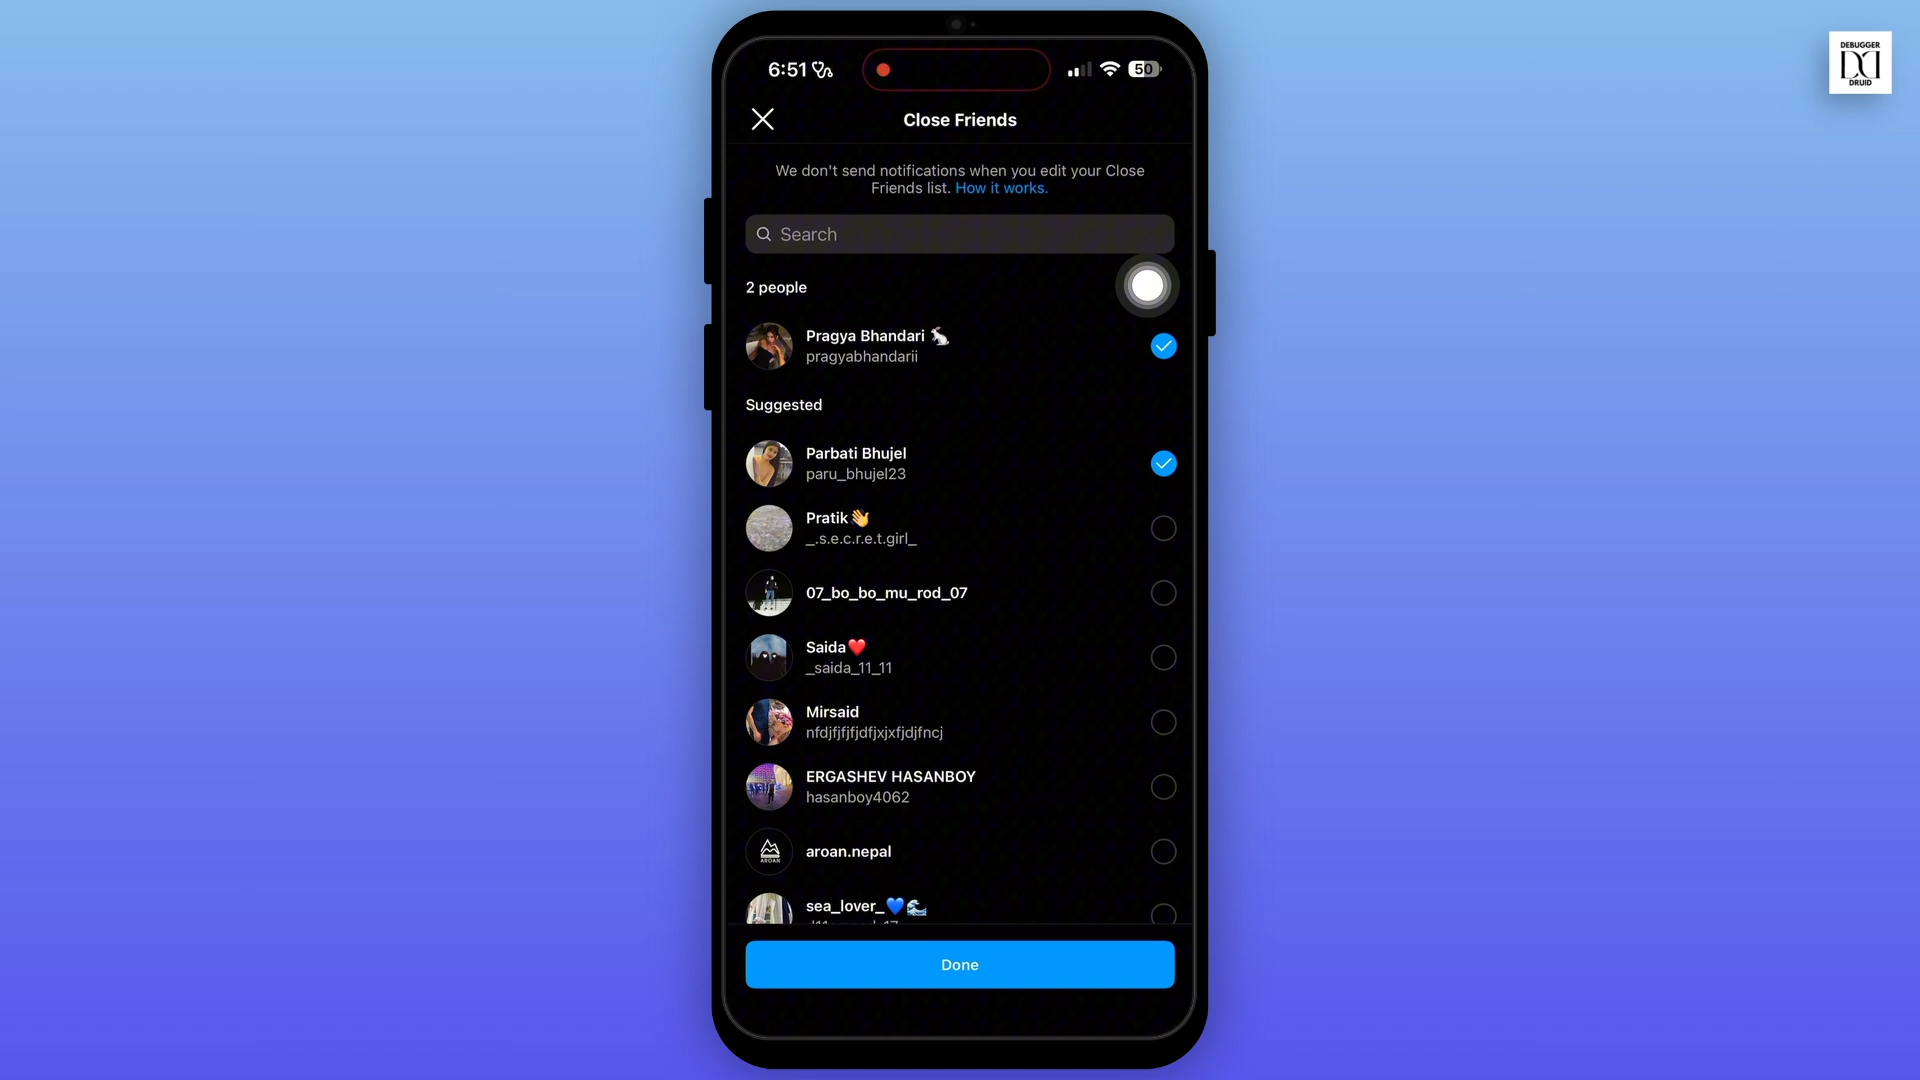 DEBUGGER
DD
DRUID
6:51
50
Close Friends
We don't send notifications when you edit your Close
Friends list. How it works.
Search
2 people
Pragya Bhandari 🐇
pragyabhandarii
Suggested
Parbati Bhujel
paru_bhujel23
Pratik👋
_.s.e.c.r.e.t.girl_
07_bo_bo_mu_rod_07
Saida❤️
_saida_11_11
Mirsaid
nfdjfjfjfjdfjxjxfjdjfncj
ERGASHEV HASANBOY
hasanboy4062
AROAN
aroan.nepal
sea_lover_💙🌊
Done